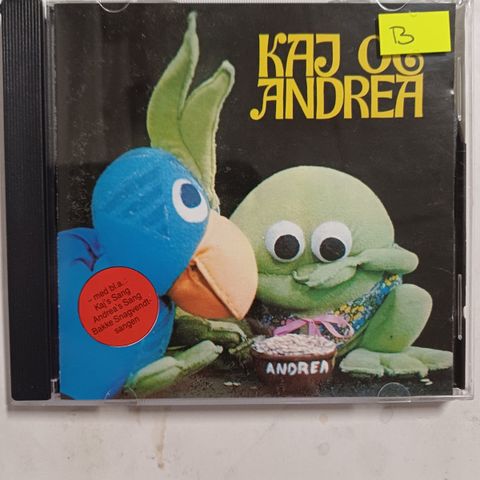 KAJ OG
ANDREA
B
– med bl.a.:
Kaj's Sang
Andrea's Sang
Bakke Snagvendt-
sangen
ANDREA